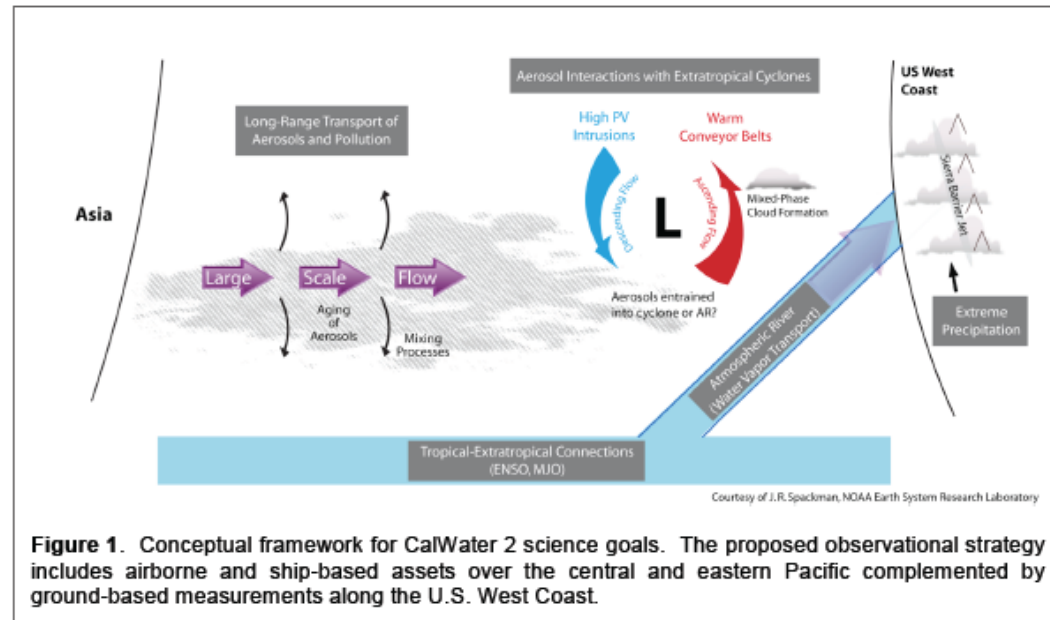 Aerosol Interactions with Extratropical Cyclones
US West
Coast
Long-Range Transport of
Aerosols and Pollution
High PV
Intrusions
Warm
Conveyor Belts
Descending Flow
L
Ascending Flow
Mixed-Phase
Cloud Formation
Sierra Barrier Jet
Asia
Large
Scale
Flow
Aging
of
Aerosols
Mixing
Processes
Aerosols entrained
into cyclone or AR?
Atmospheric River
(Water Vapor Transport)
Extreme
Precipitation
Tropical-Extratropical Connections
(ENSO, MJO)
Courtesy of J. R. Spackman, NOAA Earth System Research Laboratory
Figure 1. Conceptual framework for CalWater 2 science goals. The proposed observational strategy
includes airborne and ship-based assets over the central and eastern Pacific complemented by
ground-based measurements along the U.S. West Coast.